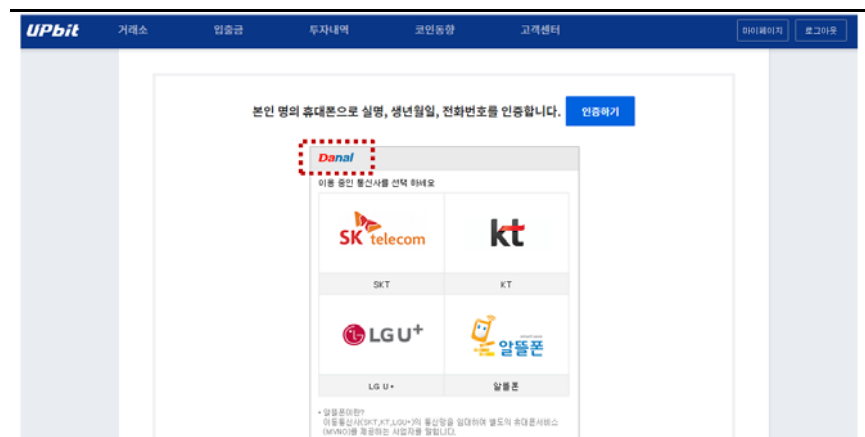 UPbit 거래소 입출금 투자내역 코인동향 고객센터 마이페이지 로그아웃
본인 명의 휴대폰으로 실명, 생년월일, 전화번호를 인증합니다. 인증하기
Danal
이용 중인 통신사를 선택 하세요
SK telecom kt
SKT KT
LG U+ 알뜰폰
LG U+ 알뜰폰
• 알뜰폰이란?
이동통신사(SKT,KT,LGU+)의 통신망을 임대하여 별도의 휴대폰서비스
(MVNO)를 제공하는 사업자를 말합니다.